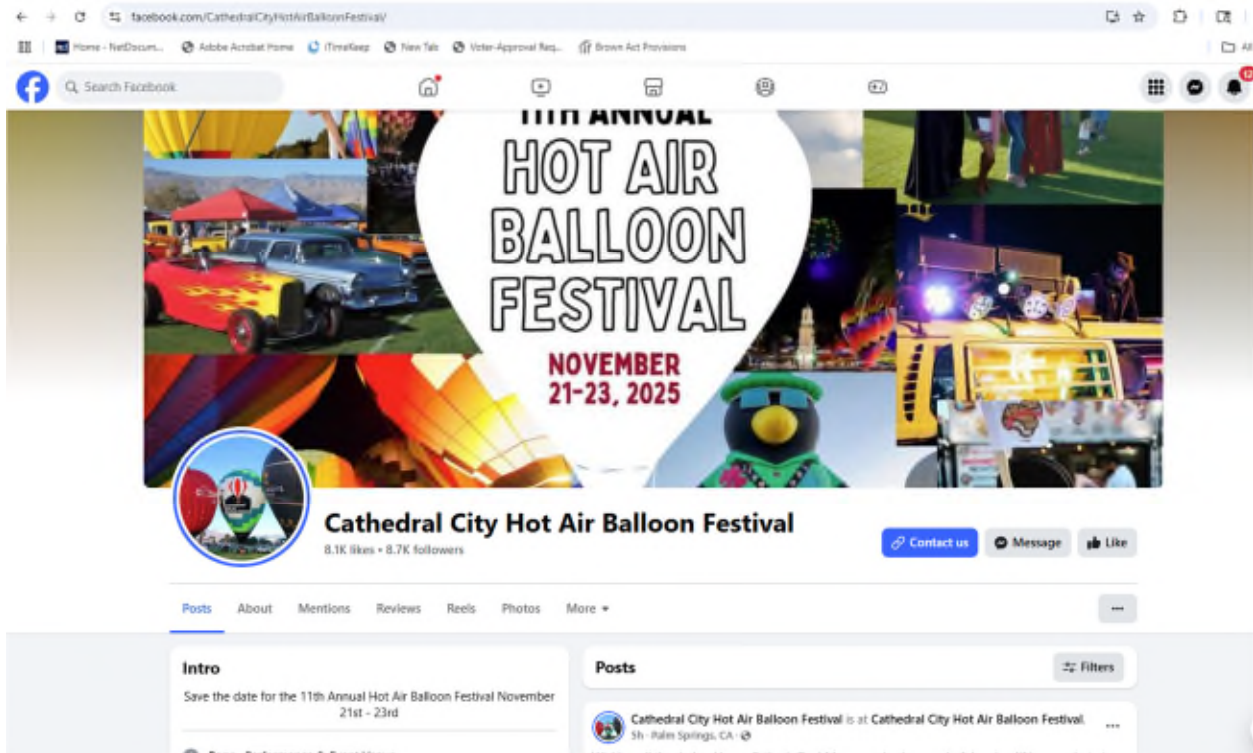 facebook.com/CathedralCityHotAirBalloonFestival/
Home - NetDocum...
Adobe Acrobat Home
iTimeKeep
New Tab
Voter-Approval Req...
Brown Act Provisions
All
Search Facebook
12
11TH ANNUAL
HOT AIR
BALLOON
FESTIVAL
NOVEMBER
21-23, 2025
Cathedral City Hot Air Balloon Festival
8.1K likes • 8.7K followers
Contact us
Message
Like
Posts
About
Mentions
Reviews
Reels
Photos
More
Intro
Save the date for the 11th Annual Hot Air Balloon Festival November
21st - 23rd
Posts
Filters
Cathedral City Hot Air Balloon Festival is at Cathedral City Hot Air Balloon Festival.
5h · Palm Springs, CA ·